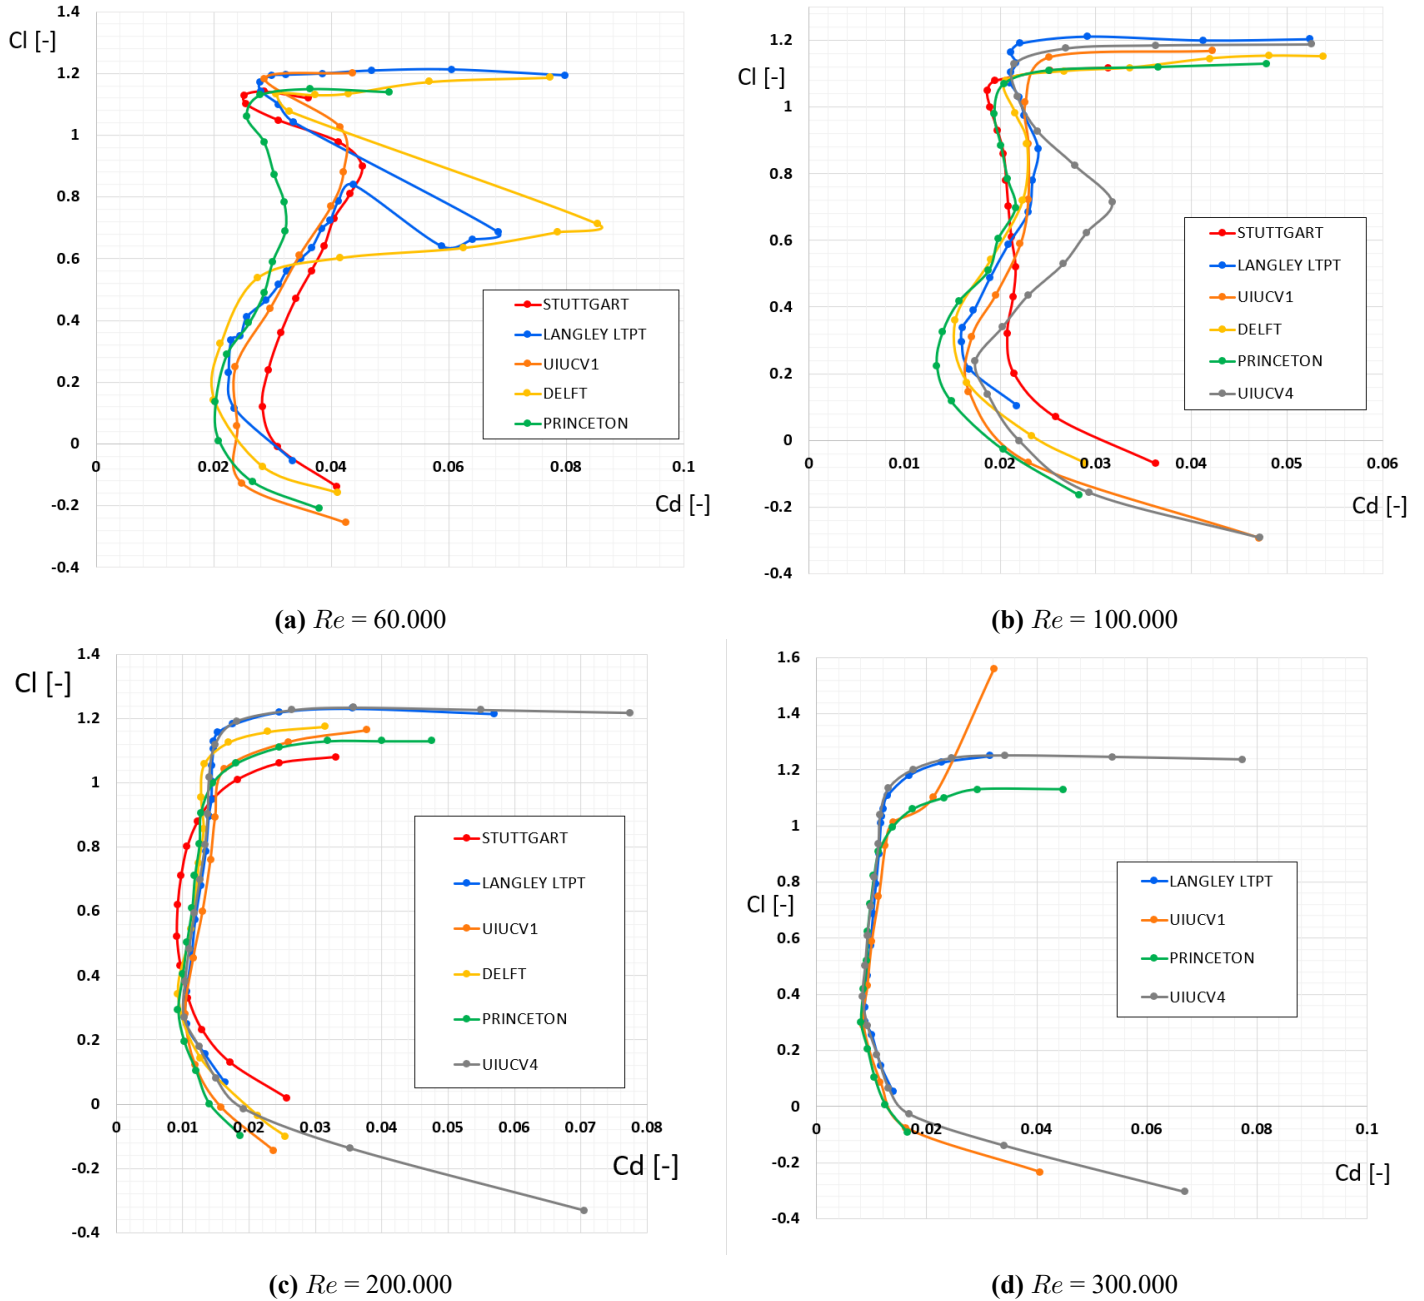 Cl [-]
1.4
1.2
1
0.8
0.6
0.4
0.2
0
-0.2
-0.4
0 0.02 0.04 0.06 0.08 0.1
Cd [-]
STUTTGART
LANGLEY LTPT
UIUCV1
DELFT
PRINCETON
(a) Re = 60.000
Cl [-]
1.2
1
0.8
0.6
0.4
0.2
0
-0.2
-0.4
0 0.01 0.02 0.03 0.04 0.05 0.06
Cd [-]
STUTTGART
LANGLEY LTPT
UIUCV1
DELFT
PRINCETON
UIUCV4
(b) Re = 100.000
Cl [-]
1.4
1.2
1
0.8
0.6
0.4
0.2
0
-0.2
-0.4
0 0.01 0.02 0.03 0.04 0.05 0.06 0.07 0.08
Cd [-]
STUTTGART
LANGLEY LTPT
UIUCV1
DELFT
PRINCETON
UIUCV4
(c) Re = 200.000
1.6
1.4
1.2
1
0.8
Cl [-]
0.6
0.4
0.2
0
-0.2
-0.4
0 0.02 0.04 0.06 0.08 0.1
Cd [-]
LANGLEY LTPT
UIUCV1
PRINCETON
UIUCV4
(d) Re = 300.000